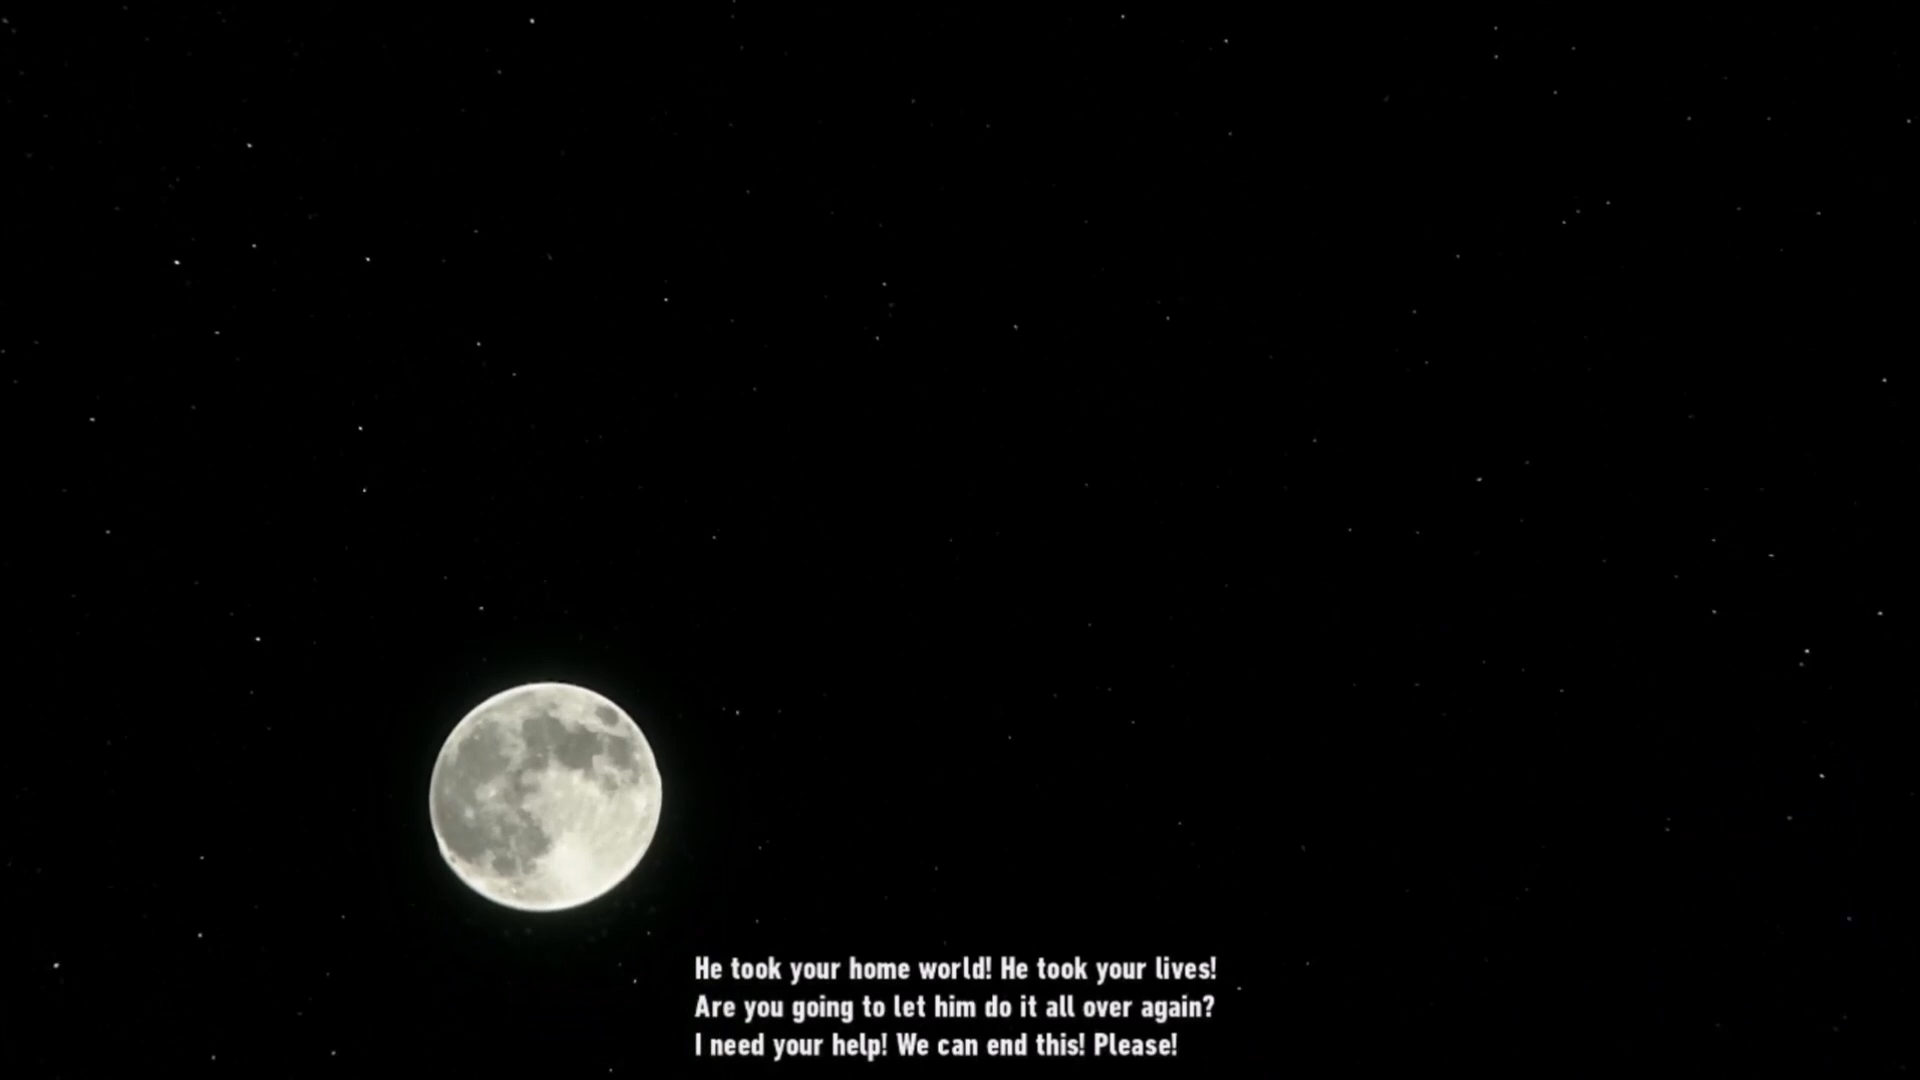 He took your home world! He took your lives!
Are you going to let him do it all over again?
I need your help! We can end this! Please!